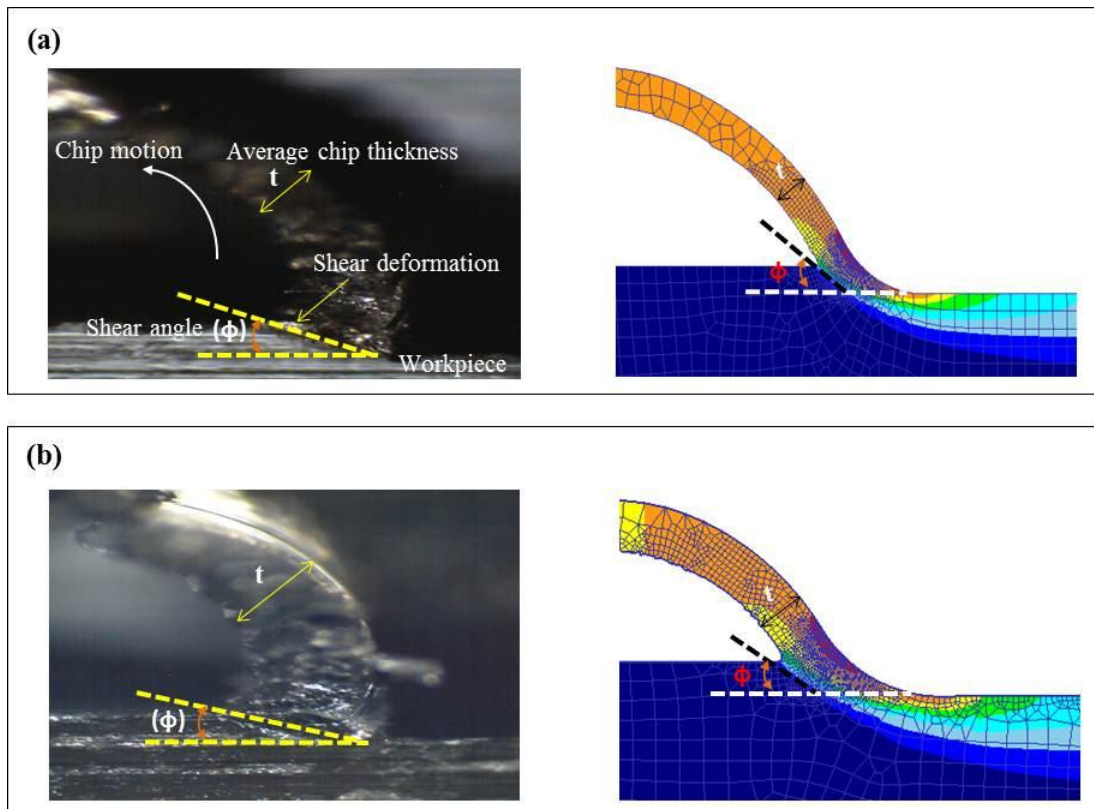 (a)
Chip motion
Average chip thickness
t
Shear deformation
Shear angle (ϕ)
Workpiece
t
ϕ
(b)
t
(ϕ)
t
ϕ